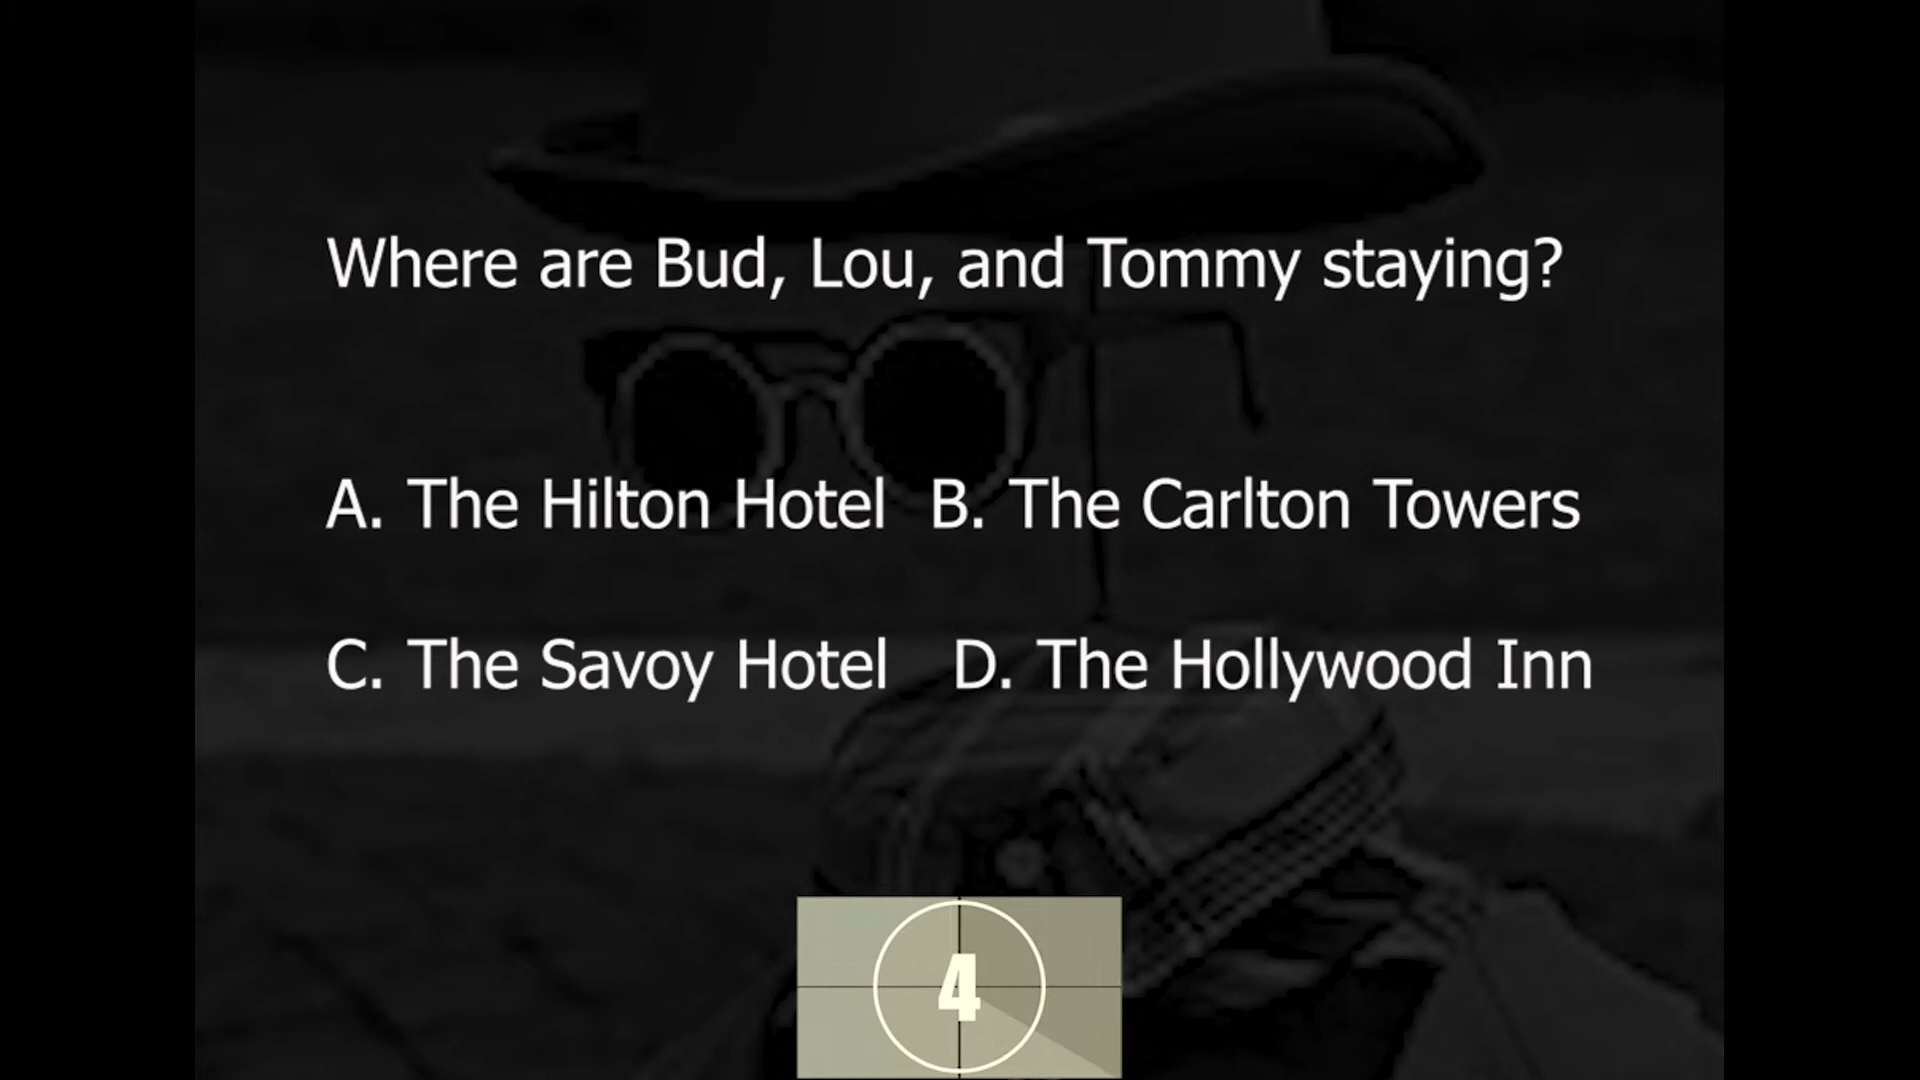 Where are Bud, Lou, and Tommy staying?
A. The Hilton Hotel B. The Carlton Towers
C. The Savoy Hotel D. The Hollywood Inn
4